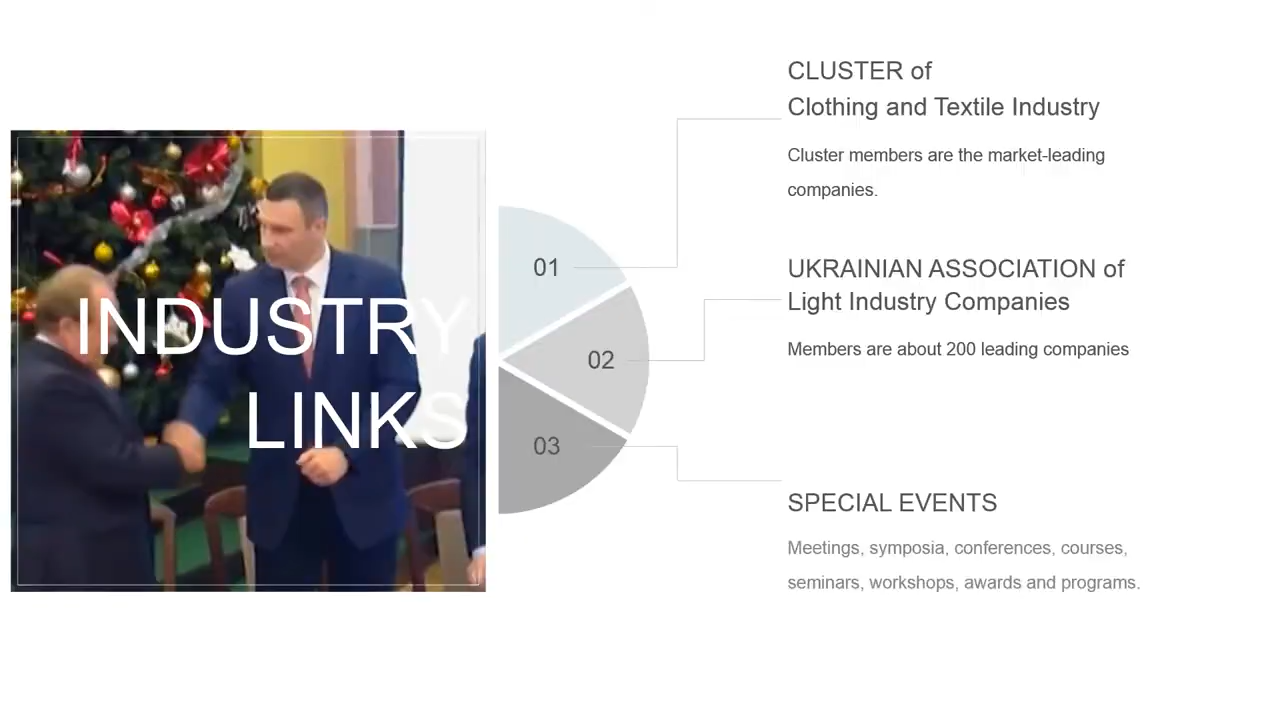 INDUSTRY
LINKS
01
02
03
CLUSTER of
Clothing and Textile Industry
Cluster members are the market-leading
companies.
UKRAINIAN ASSOCIATION of
Light Industry Companies
Members are about 200 leading companies
SPECIAL EVENTS
Meetings, symposia, conferences, courses,
seminars, workshops, awards and programs.